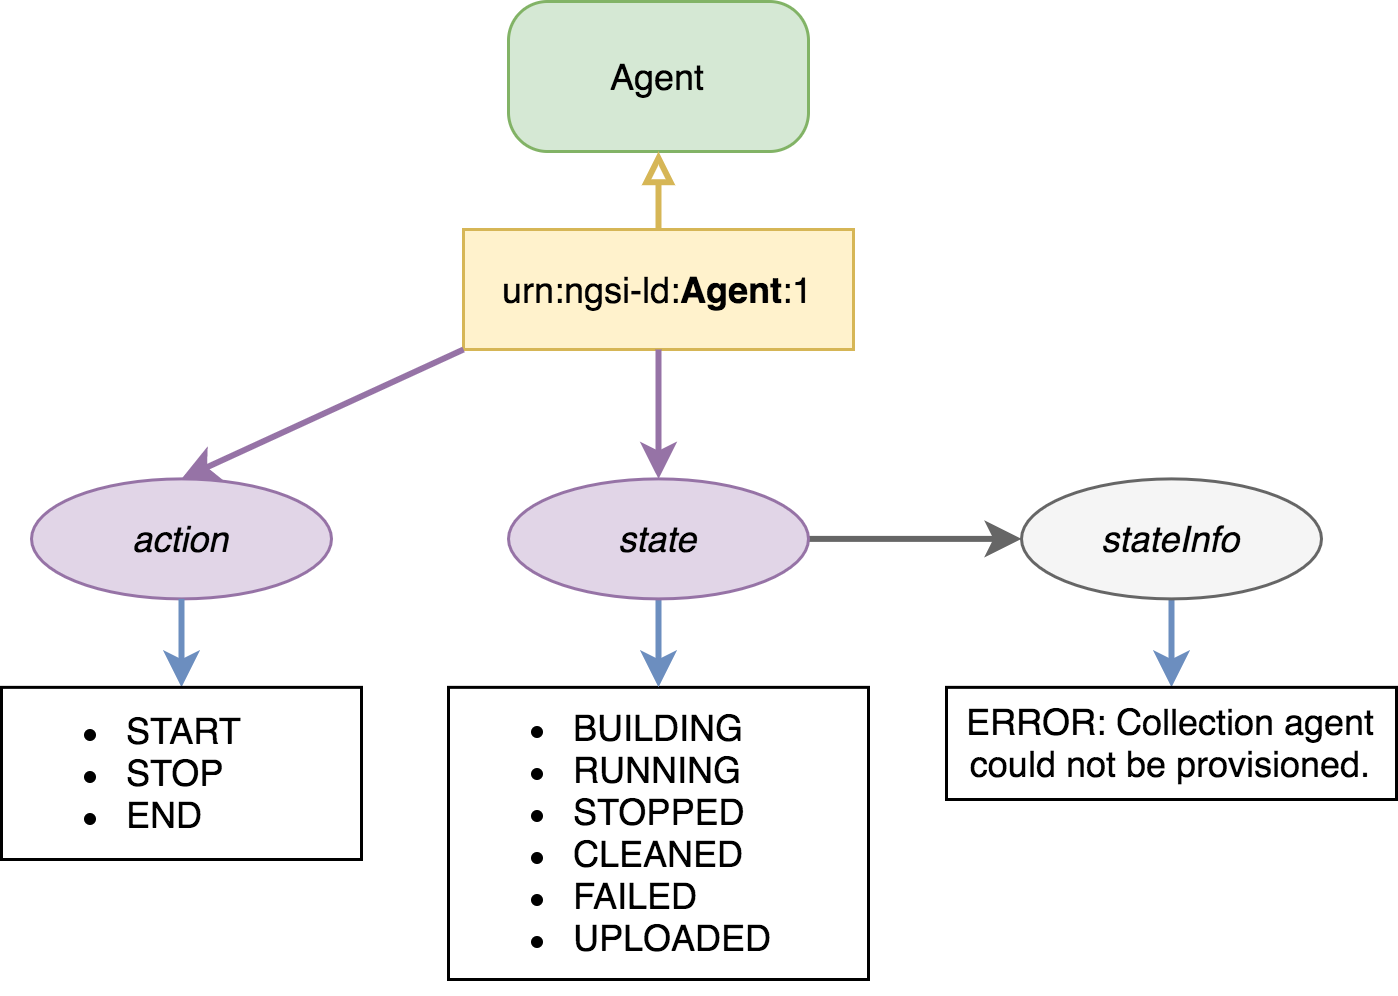 Agent
urn:ngsi-ld:Agent:1
action
state
stateInfo
• START
• STOP
• END
• BUILDING
• RUNNING
• STOPPED
• CLEANED
• FAILED
• UPLOADED
ERROR: Collection agent
could not be provisioned.